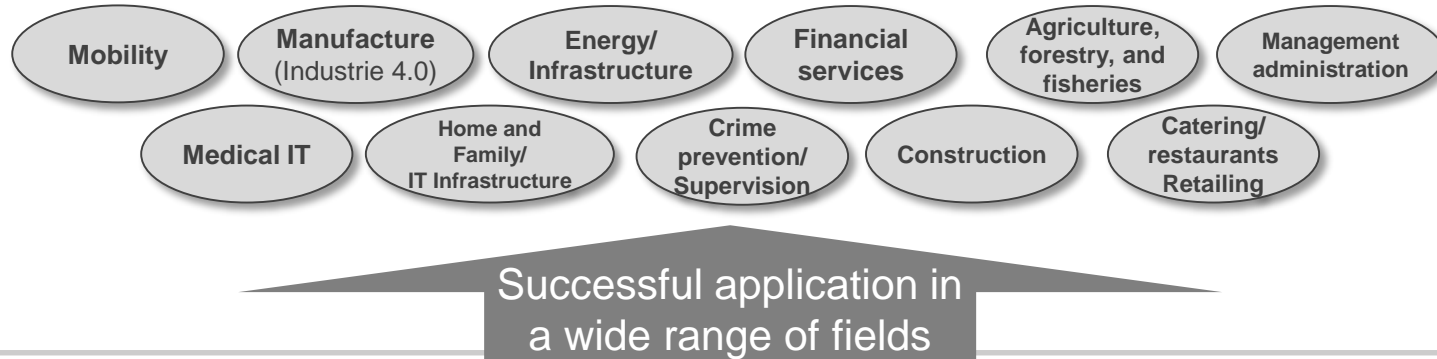 Mobility
Manufacture
(Industrie 4.0)
Energy/
Infrastructure
Financial
services
Agriculture,
forestry, and
fisheries
Management
administration
Medical IT
Home and
Family/
IT Infrastructure
Crime
prevention/
Supervision
Construction
Catering/
restaurants
Retailing
Successful application in
a wide range of fields